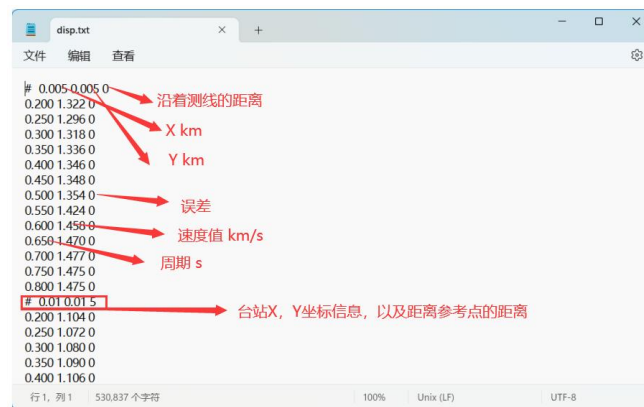 disp.txt
文件 编辑 查看
# 0.005 0.005 0
0.200 1.322 0
0.250 1.296 0
0.300 1.318 0
0.350 1.336 0
0.400 1.346 0
0.450 1.348 0
0.500 1.354 0
0.550 1.424 0
0.600 1.458 0
0.650 1.470 0
0.700 1.477 0
0.750 1.475 0
0.800 1.475 0
# 0.01 0.01 5
0.200 1.104 0
0.250 1.072 0
0.300 1.080 0
0.350 1.090 0
0.400 1.106 0
沿着测线的距离
X km
Y km
误差
速度值 km/s
周期 s
台站X，Y坐标信息，以及距离参考点的距离
行 1，列 1 530,837 个字符 100% Unix (LF) UTF-8